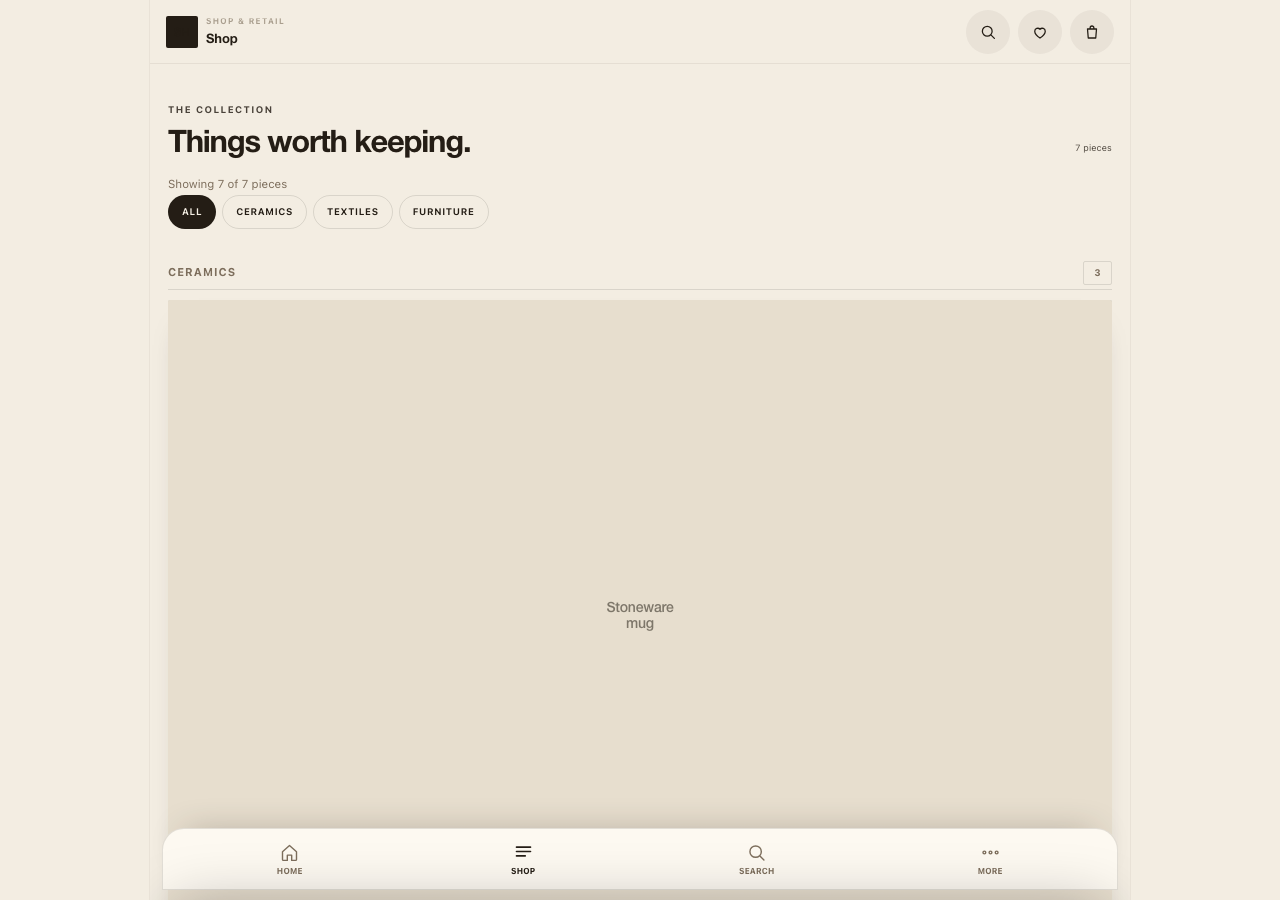 SHOP & RETAIL
Shop
THE COLLECTION
Things worth keeping.
7 pieces
Showing 7 of 7 pieces
ALL
CERAMICS
TEXTILES
FURNITURE
CERAMICS
3
Stoneware
mug
HOME
SHOP
SEARCH
MORE